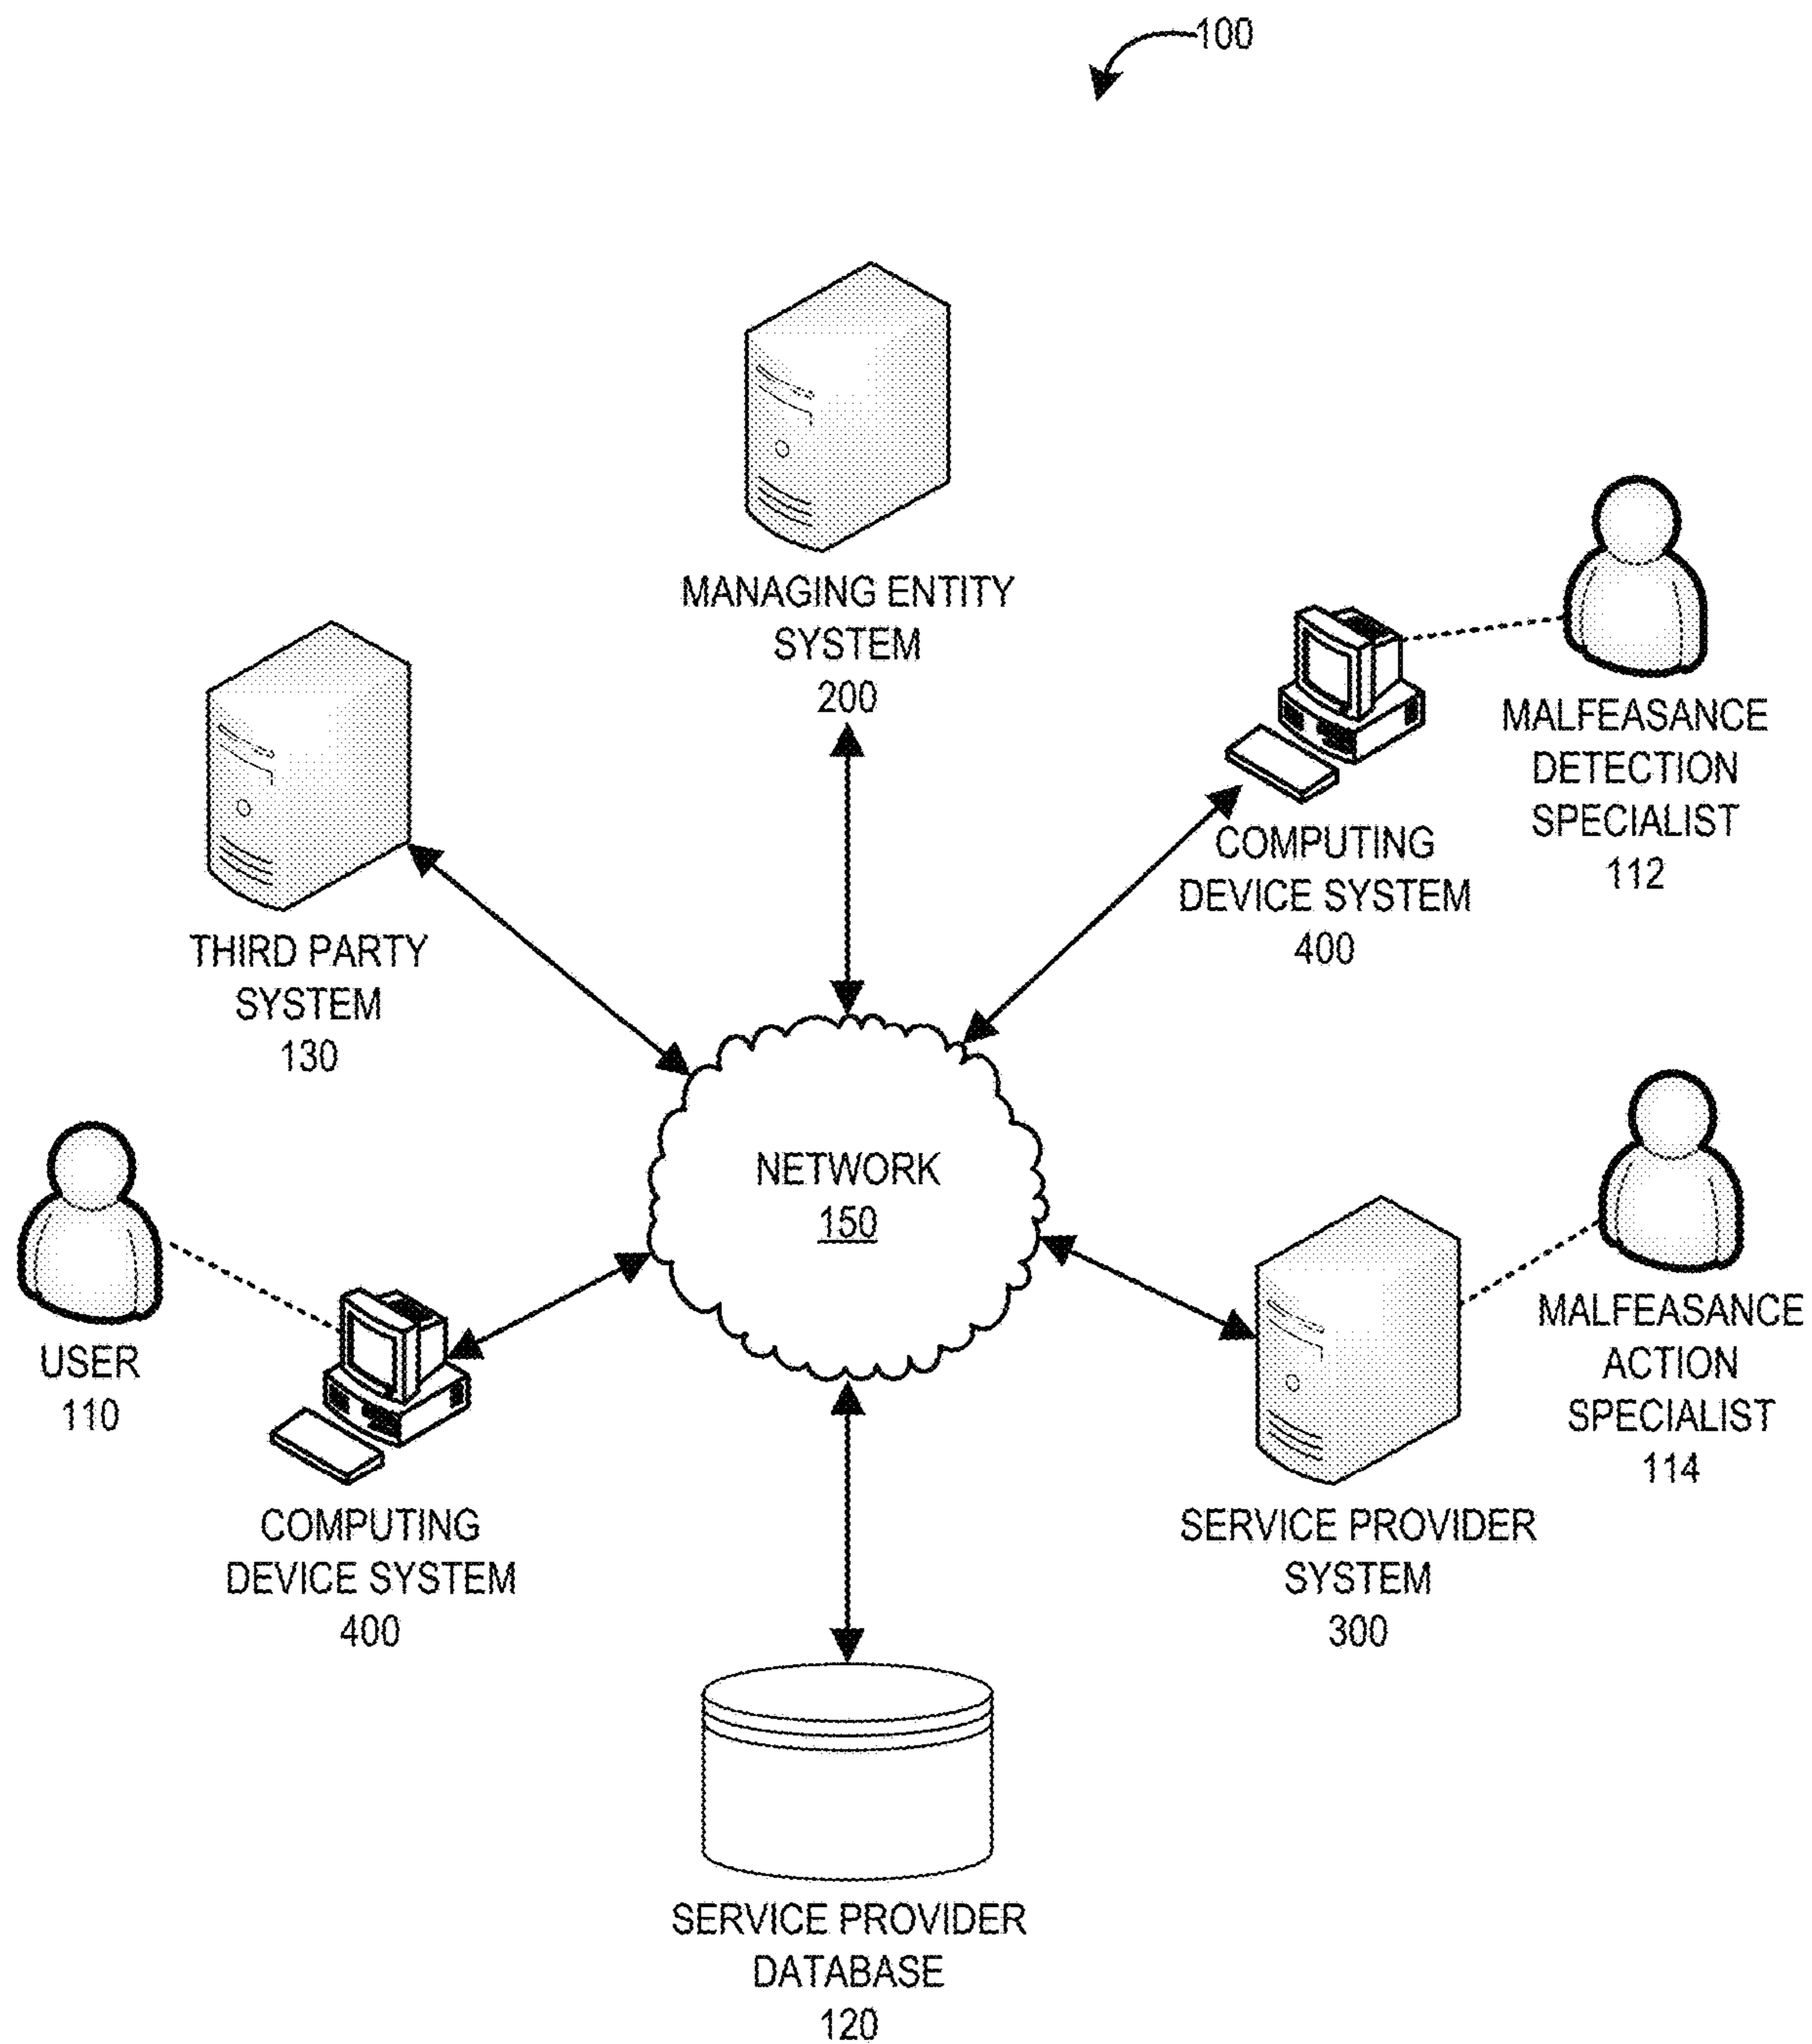 100
MANAGING ENTITY
SYSTEM
200
MALFEASANCE
DETECTION
SPECIALIST
112
COMPUTING
DEVICE SYSTEM
400
THIRD PARTY
SYSTEM
130
NETWORK
150
USER
110
MALFEASANCE
ACTION
SPECIALIST
114
COMPUTING
DEVICE SYSTEM
400
SERVICE PROVIDER
SYSTEM
300
SERVICE PROVIDER
DATABASE
120